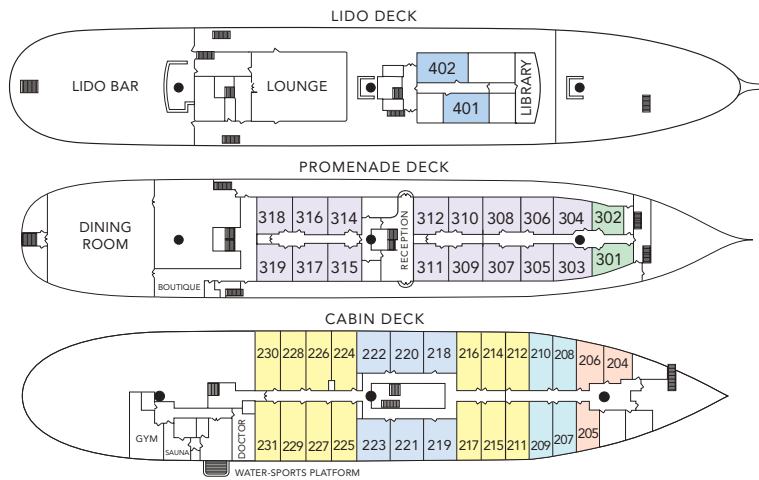 LIDO DECK
LIDO BAR
LOUNGE
402
401
LIBRARY
PROMENADE DECK
DINING
ROOM
BOUTIQUE
318 316 314
RECEPTION
312 310 308 306 304 302
319 317 315
311 309 307 305 303 301
CABIN DECK
230 228 226 224 222 220 218 216 214 212 210 208 206 204
GYM
SAUNA
DOCTOR
231 229 227 225 223 221 219 217 215 211 209 207 205
WATER-SPORTS PLATFORM